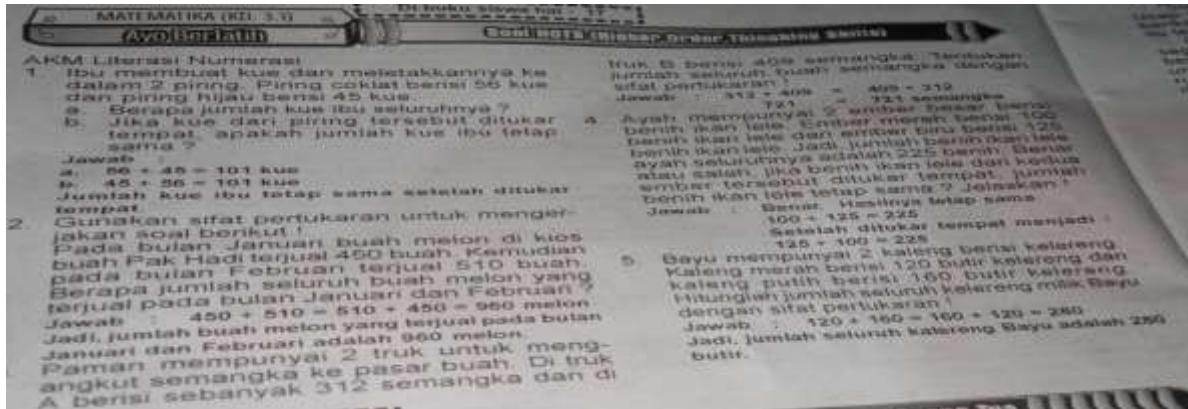 MATEMATIKA (KD. 3.1)
Di buku siswa hal - 17
Ayo Berlatih
Soal Hots (Higher Order Thinking Skills)
AKM Literasi Numerasi
1. Ibu membuat kue dan meletakkannya ke
dalam 2 piring. Piring coklat berisi 56 kue
dan piring hijau berisi 45 kue.
a. Berapa jumlah kue ibu seluruhnya ?
b. Jika kue dari piring tersebut ditukar
tempat, apakah jumlah kue ibu tetap
sama ?
Jawab :
a. 56 + 45 = 101 kue
b. 45 + 56 = 101 kue
Jumlah kue ibu tetap sama setelah ditukar
tempat
2. Gunakan sifat pertukaran untuk menger-
jakan soal berikut !
Pada bulan Januari buah melon di kios
buah Pak Hadi terjual 450 buah. Kemudian
pada bulan Februari terjual 510 buah
Berapa jumlah seluruh buah melon yang
terjual pada bulan Januari dan Februari ?
Jawab : 450 + 510 = 510 + 450 = 960 melon
Jadi, jumlah buah melon yang terjual pada bulan
Januari dan Februari adalah 960 melon.
Paman mempunyai 2 truk untuk meng-
angkut semangka ke pasar buah. Di truk
A berisi sebanyak 312 semangka dan di
truk B berisi 409 semangka. Tentukan
jumlah seluruh buah semangka dengan
sifat pertukaran !
Jawab : 312 + 409 = 409 + 312
721 = 721 semangka
4. Ayah mempunyai 2 ember besar berisi
benih ikan lele. Ember merah berisi 100
benih ikan lele dan ember biru berisi 125
benih ikan lele. Jadi, jumlah benih ikan lele
ayah seluruhnya adalah 225 benih. Benar
atau salah, jika benih ikan lele dari kedua
ember tersebut ditukar tempat, jumlah
benih ikan lele tetap sama ? Jelaskan !
Jawab : Benar. Hasilnya tetap sama
100 + 125 = 225
Setelah ditukar tempat menjadi :
125 + 100 = 225
5. Bayu mempunyai 2 kaleng berisi kelereng.
Kaleng merah berisi 120 butir kelereng dan
kaleng putih berisi 160 butir kelereng.
Hitunglah jumlah seluruh kelereng milik Bayu
dengan sifat pertukaran !
Jawab : 120 + 160 = 160 + 120 = 280
Jadi, jumlah seluruh kelereng Bayu adalah 280
butir.